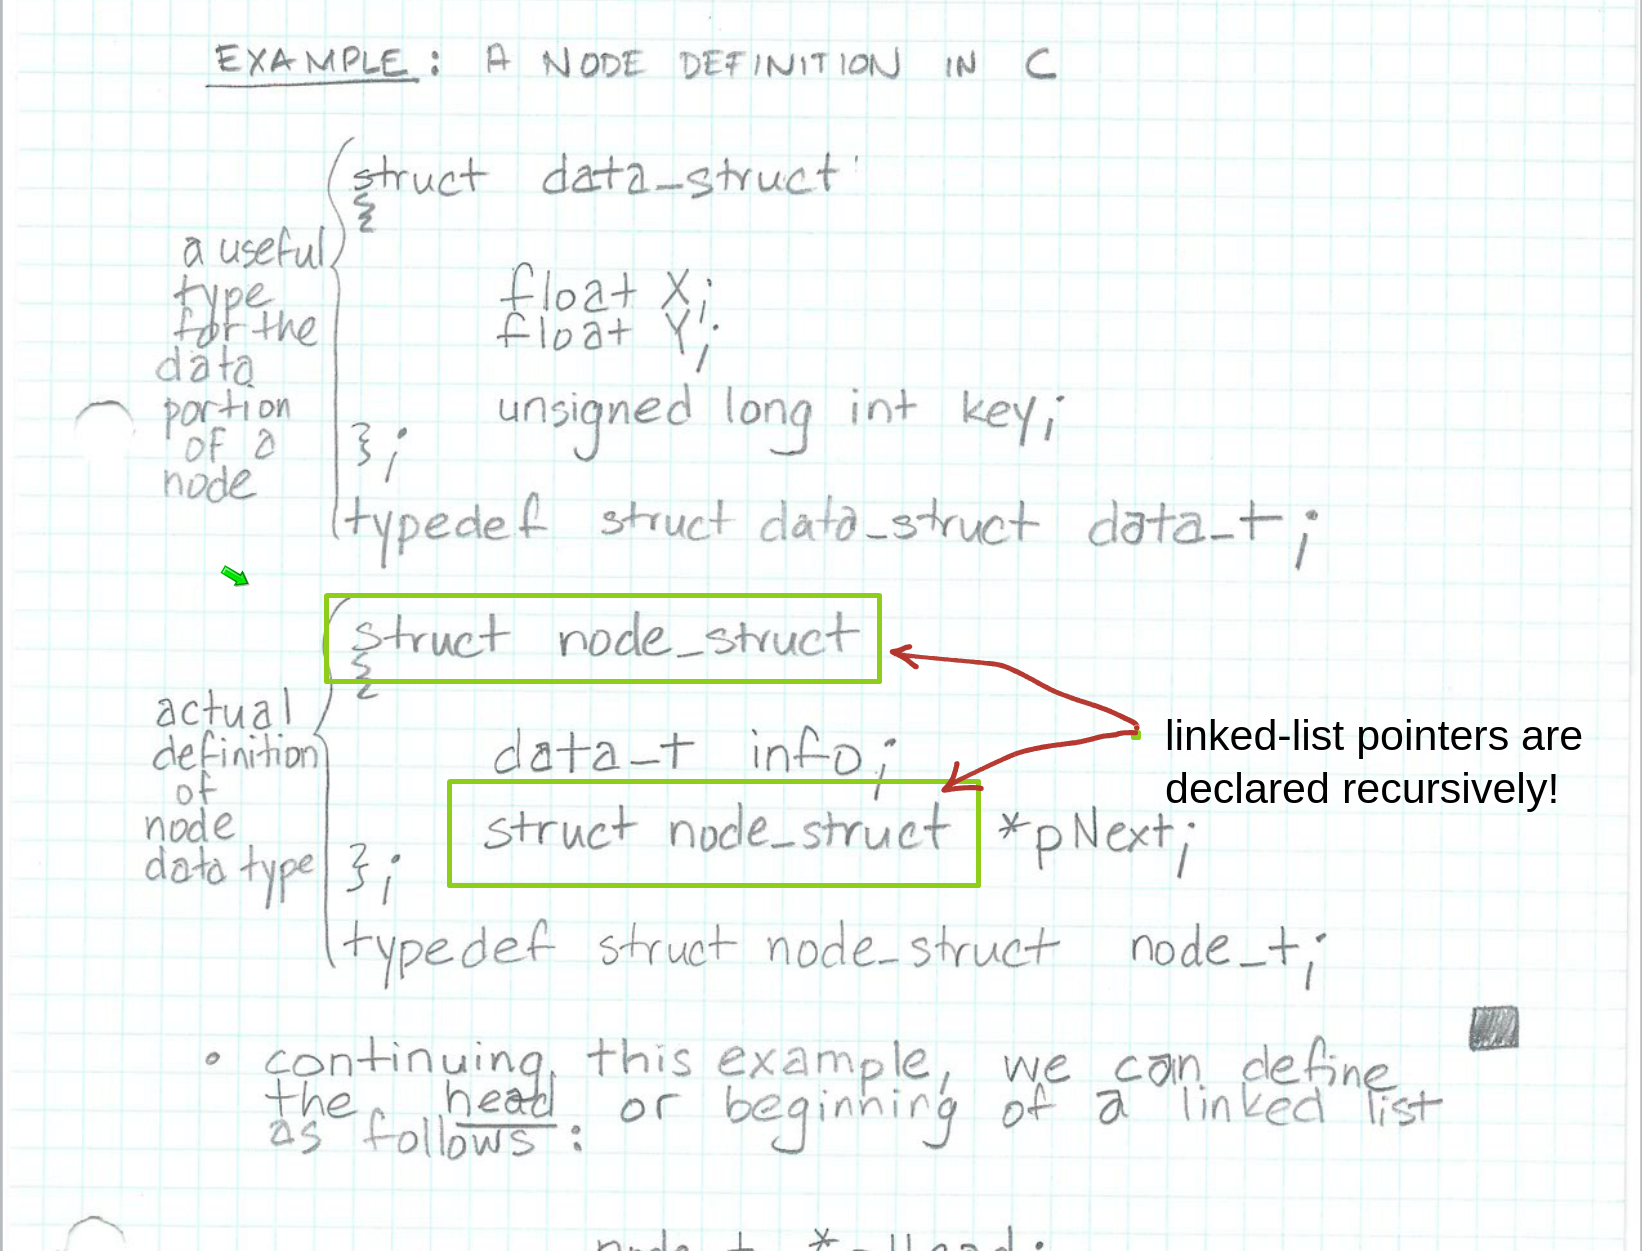 EXAMPLE: A NODE DEFINITION IN C
struct data_struct
{
a useful
type
for the
data
portion
of a
node
float X;
float Y;
unsigned long int key;
};
typedef struct data_struct data_t;
struct node_struct
{
actual
definition
of
node
data type
data_t info;
struct node_struct *pNext;
linked-list pointers are
declared recursively!
};
typedef struct node_struct node_t;
• continuing this example, we can define
the head or beginning of a linked list
as follows: